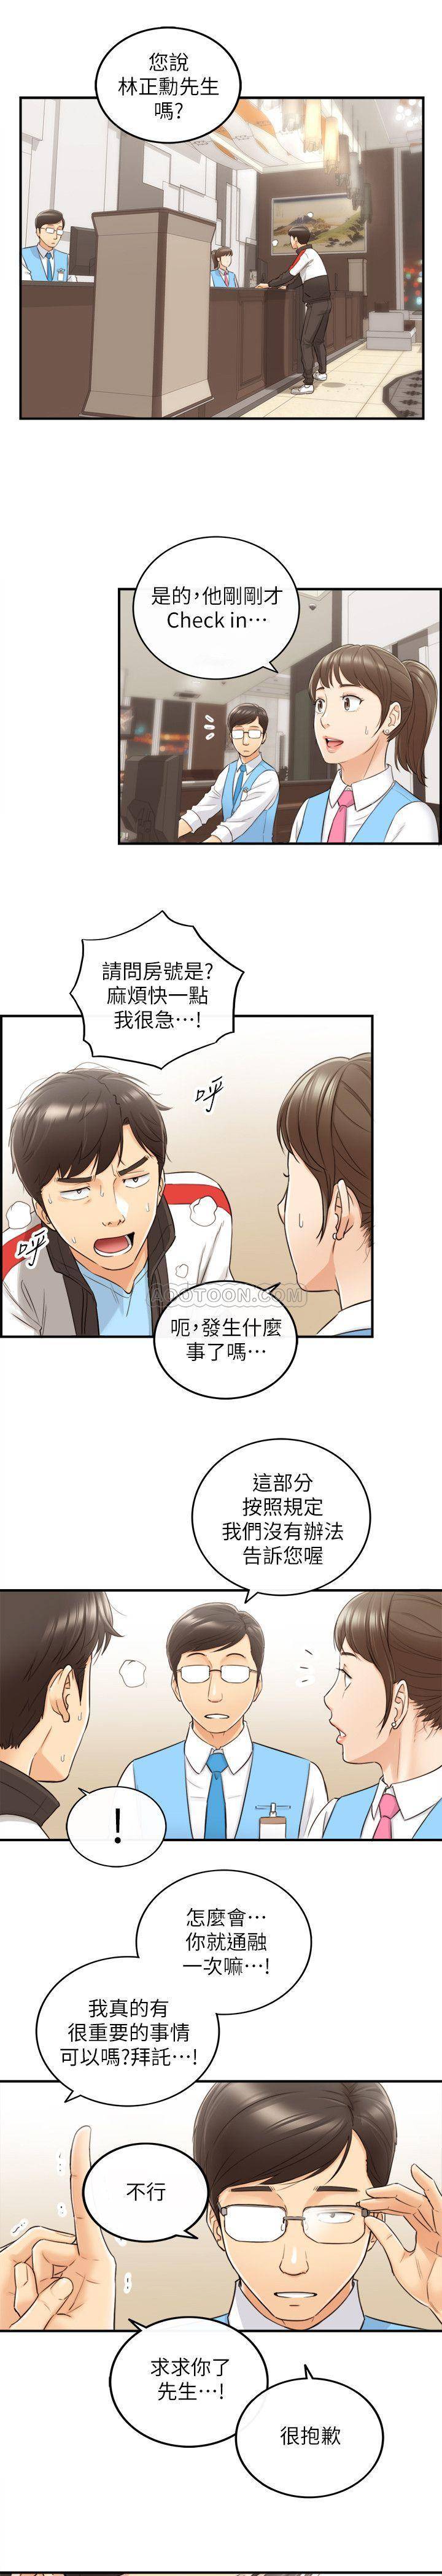 您說
林正勳先生
嗎?
是的,他剛剛才
Check in⋯
請問房號是?
麻煩快一點
我很急⋯!
呼
呼
ADUTOON.COM
呃,發生什麼
事了嗎⋯
這部分
按照規定
我們沒有辦法
告訴您喔
!
怎麼會⋯
你就通融
一次嘛⋯!
我真的有
很重要的事情
可以嗎?拜託⋯!
不行
求求你了
先生⋯!
很抱歉